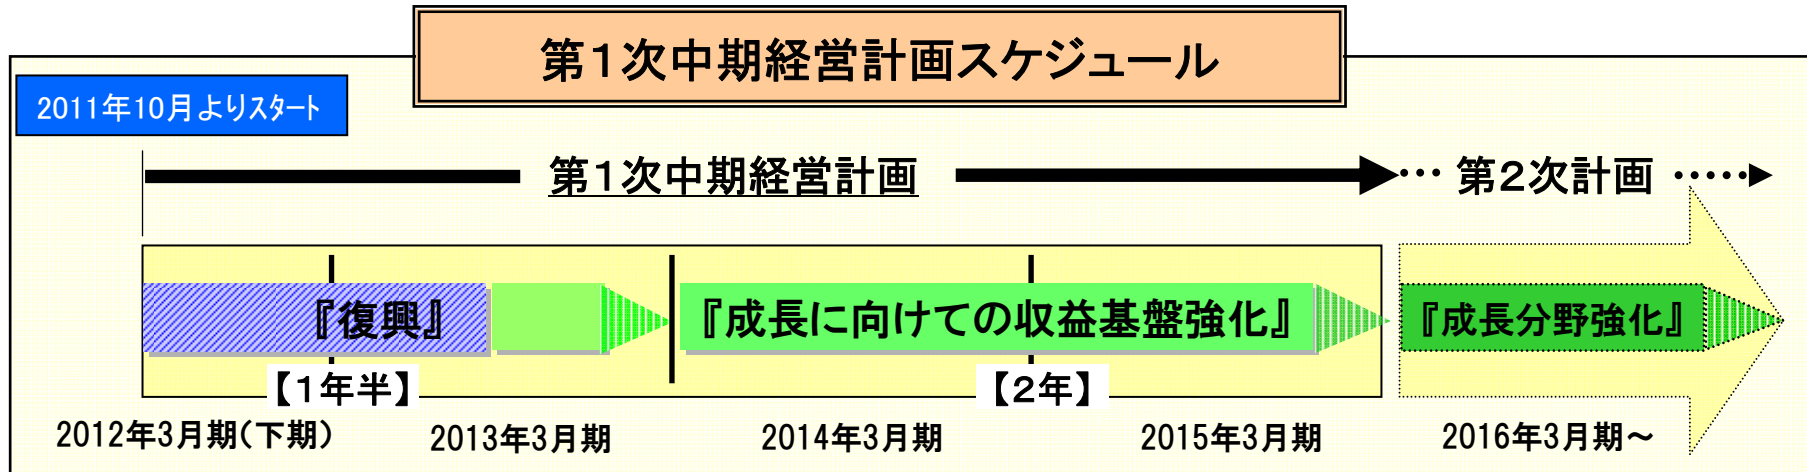 第１次中期経営計画スケジュール
2011年10月よりｽﾀｰﾄ
第１次中期経営計画 ･･･ 第２次計画 ･････
『復興』 『成長に向けての収益基盤強化』 『成長分野強化』
【１年半】 【２年】
2012年3月期(下期） 2013年3月期 2014年3月期 2015年3月期 2016年3月期～